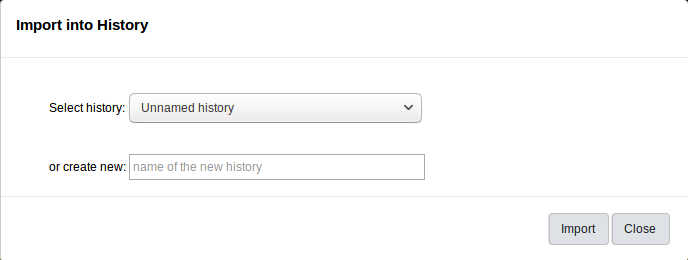 Import into History
Select history: Unnamed history
or create new: name of the new history
Import Close